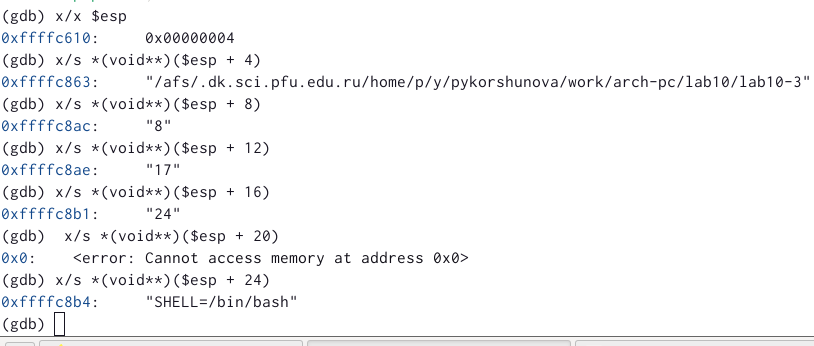 (gdb) x/x $esp
0xffffc610:     0x00000004
(gdb) x/s *(void**)($esp + 4)
0xffffc863:     "/afs/.dk.sci.pfu.edu.ru/home/p/y/pykorshunova/work/arch-pc/lab10/lab10-3"
(gdb) x/s *(void**)($esp + 8)
0xffffc8ac:     "8"
(gdb) x/s *(void**)($esp + 12)
0xffffc8ae:     "17"
(gdb) x/s *(void**)($esp + 16)
0xffffc8b1:     "24"
(gdb)  x/s *(void**)($esp + 20)
0x0:    <error: Cannot access memory at address 0x0>
(gdb) x/s *(void**)($esp + 24)
0xffffc8b4:     "SHELL=/bin/bash"
(gdb)